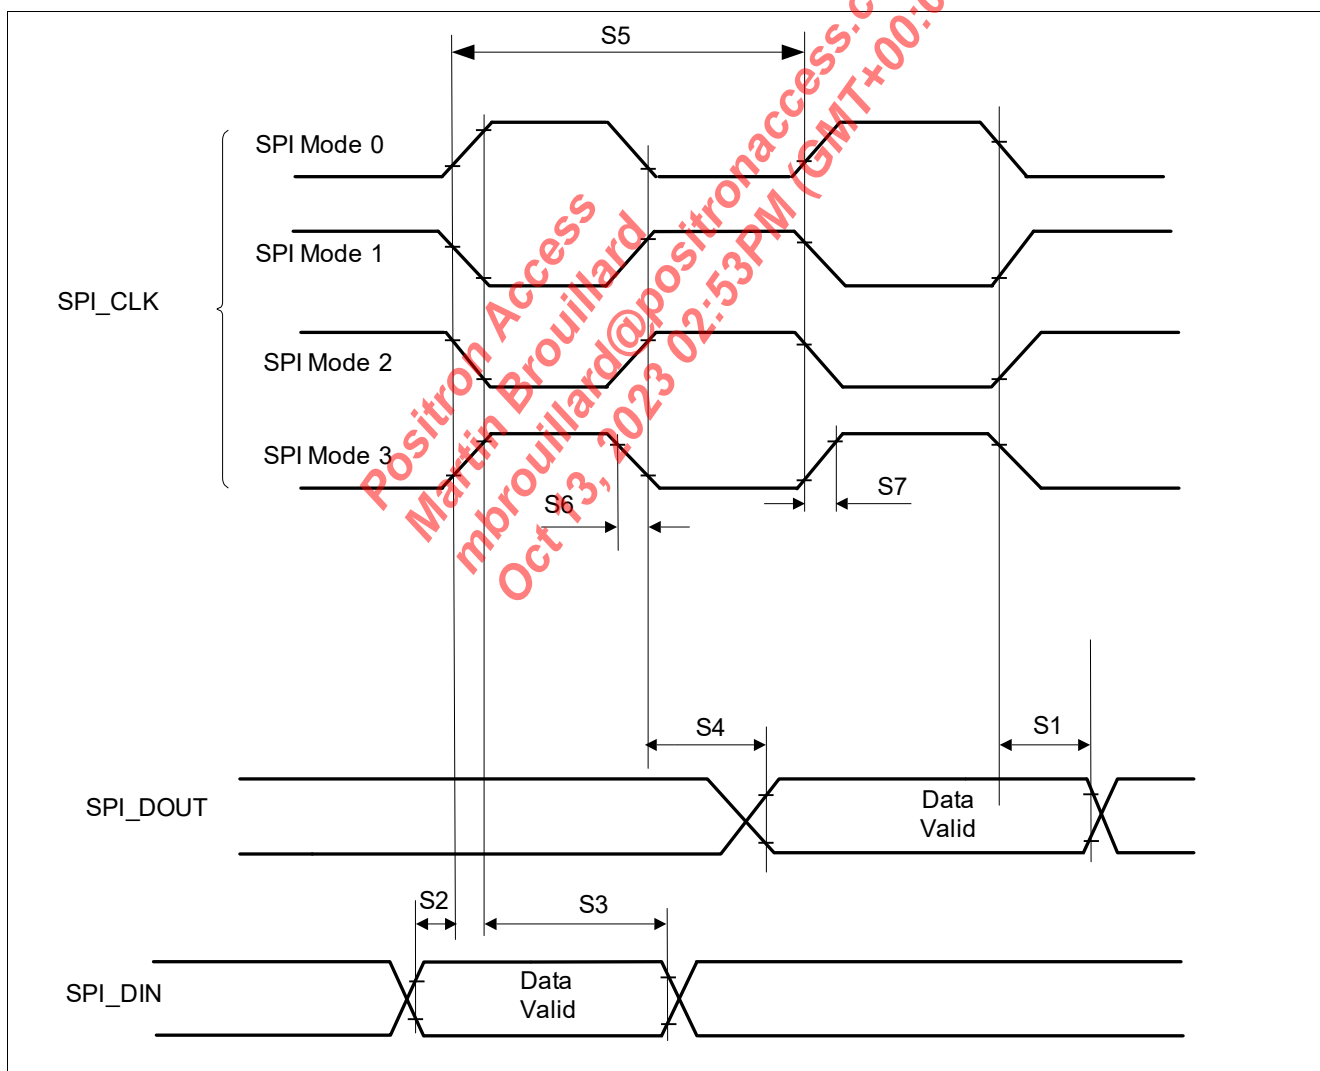 S5
SPI Mode 0
SPI Mode 1
SPI_CLK
SPI Mode 2
SPI Mode 3
S7
S6
Positron Access
Martin Brouillard
mbrouillard@positronaccess.c
Oct 13, 2023 02:53PM (GMT+00:0
S4
S1
SPI_DOUT
Data
Valid
S2
S3
SPI_DIN
Data
Valid